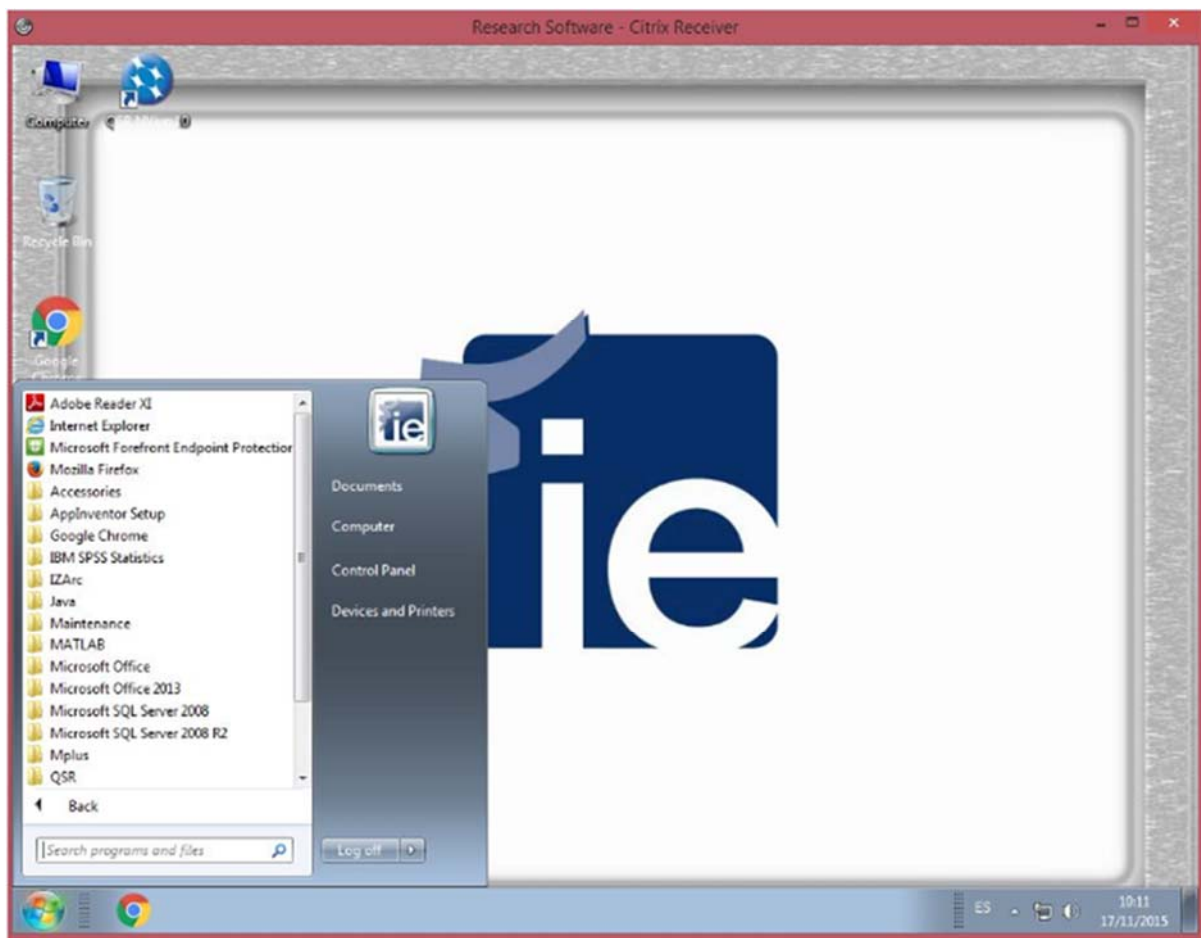 Research Software - Citrix Receiver
Computer
Recycle Bin
Google
Adobe Reader XI
Internet Explorer
Microsoft Forefront Endpoint Protection
Mozilla Firefox
Accessories
AppInventor Setup
Google Chrome
IBM SPSS Statistics
IZArc
Java
Maintenance
MATLAB
Microsoft Office
Microsoft Office 2013
Microsoft SQL Server 2008
Microsoft SQL Server 2008 R2
Mplus
QSR
Back
Search programs and files
ie
Documents
Computer
Control Panel
Devices and Printers
Log off
ie
ES
10:11
17/11/2015